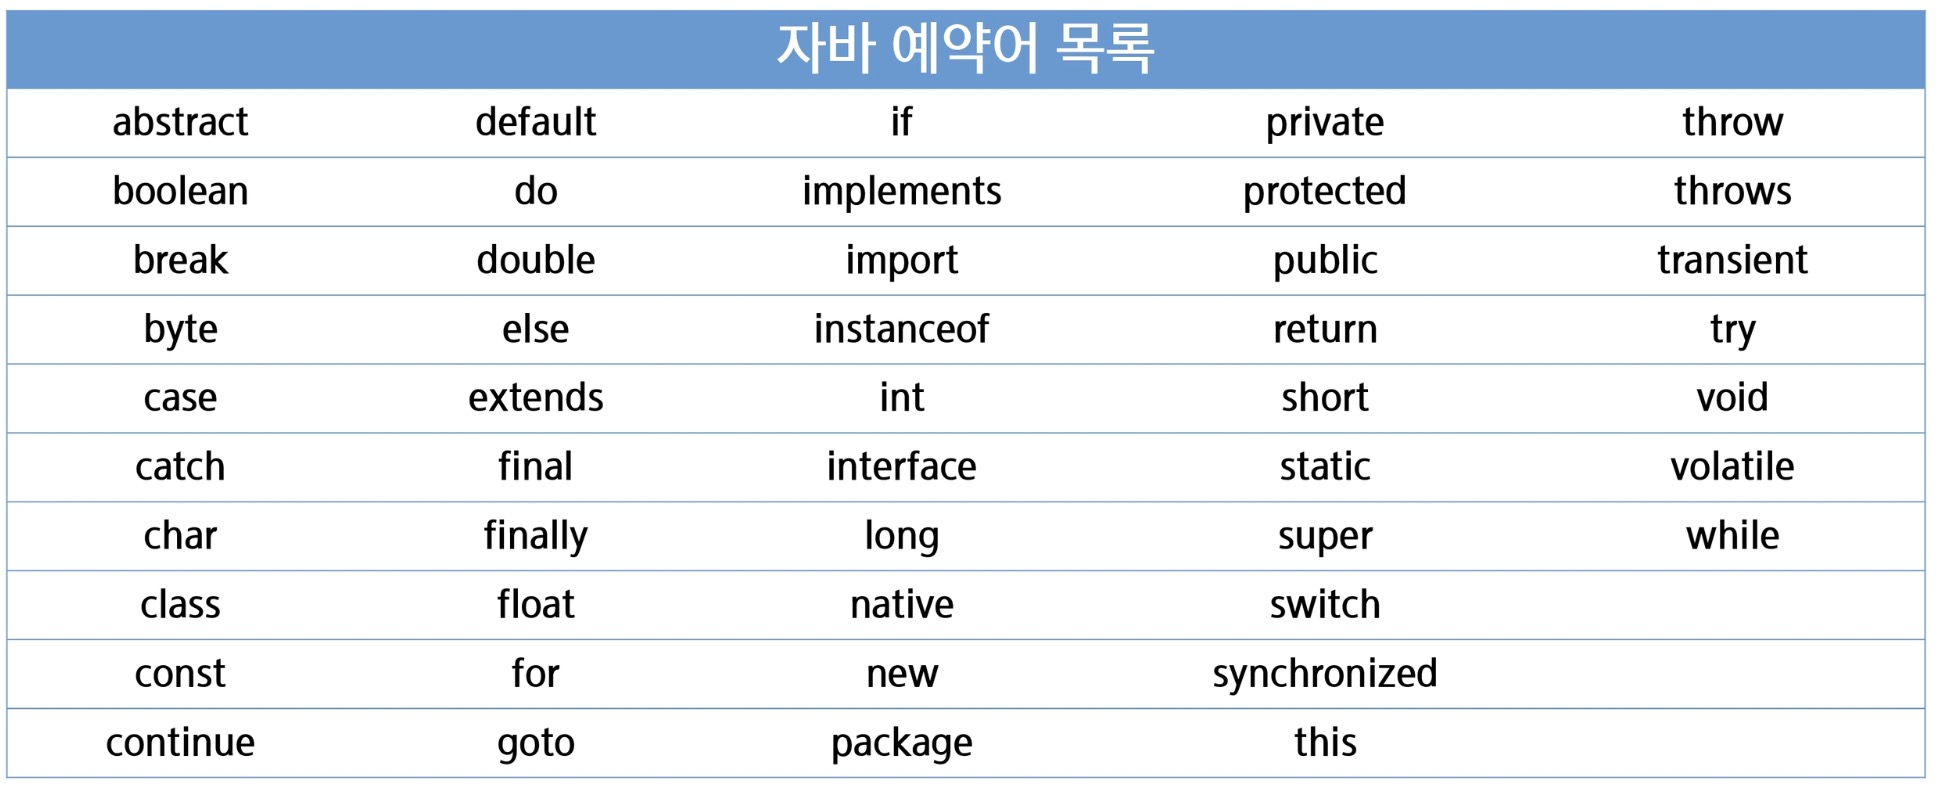 자바 예약어 목록
abstract default if private throw
boolean do implements protected throws
break double import public transient
byte else instanceof return try
case extends int short void
catch final interface static volatile
char finally long super while
class float native switch
const for new synchronized
continue goto package this